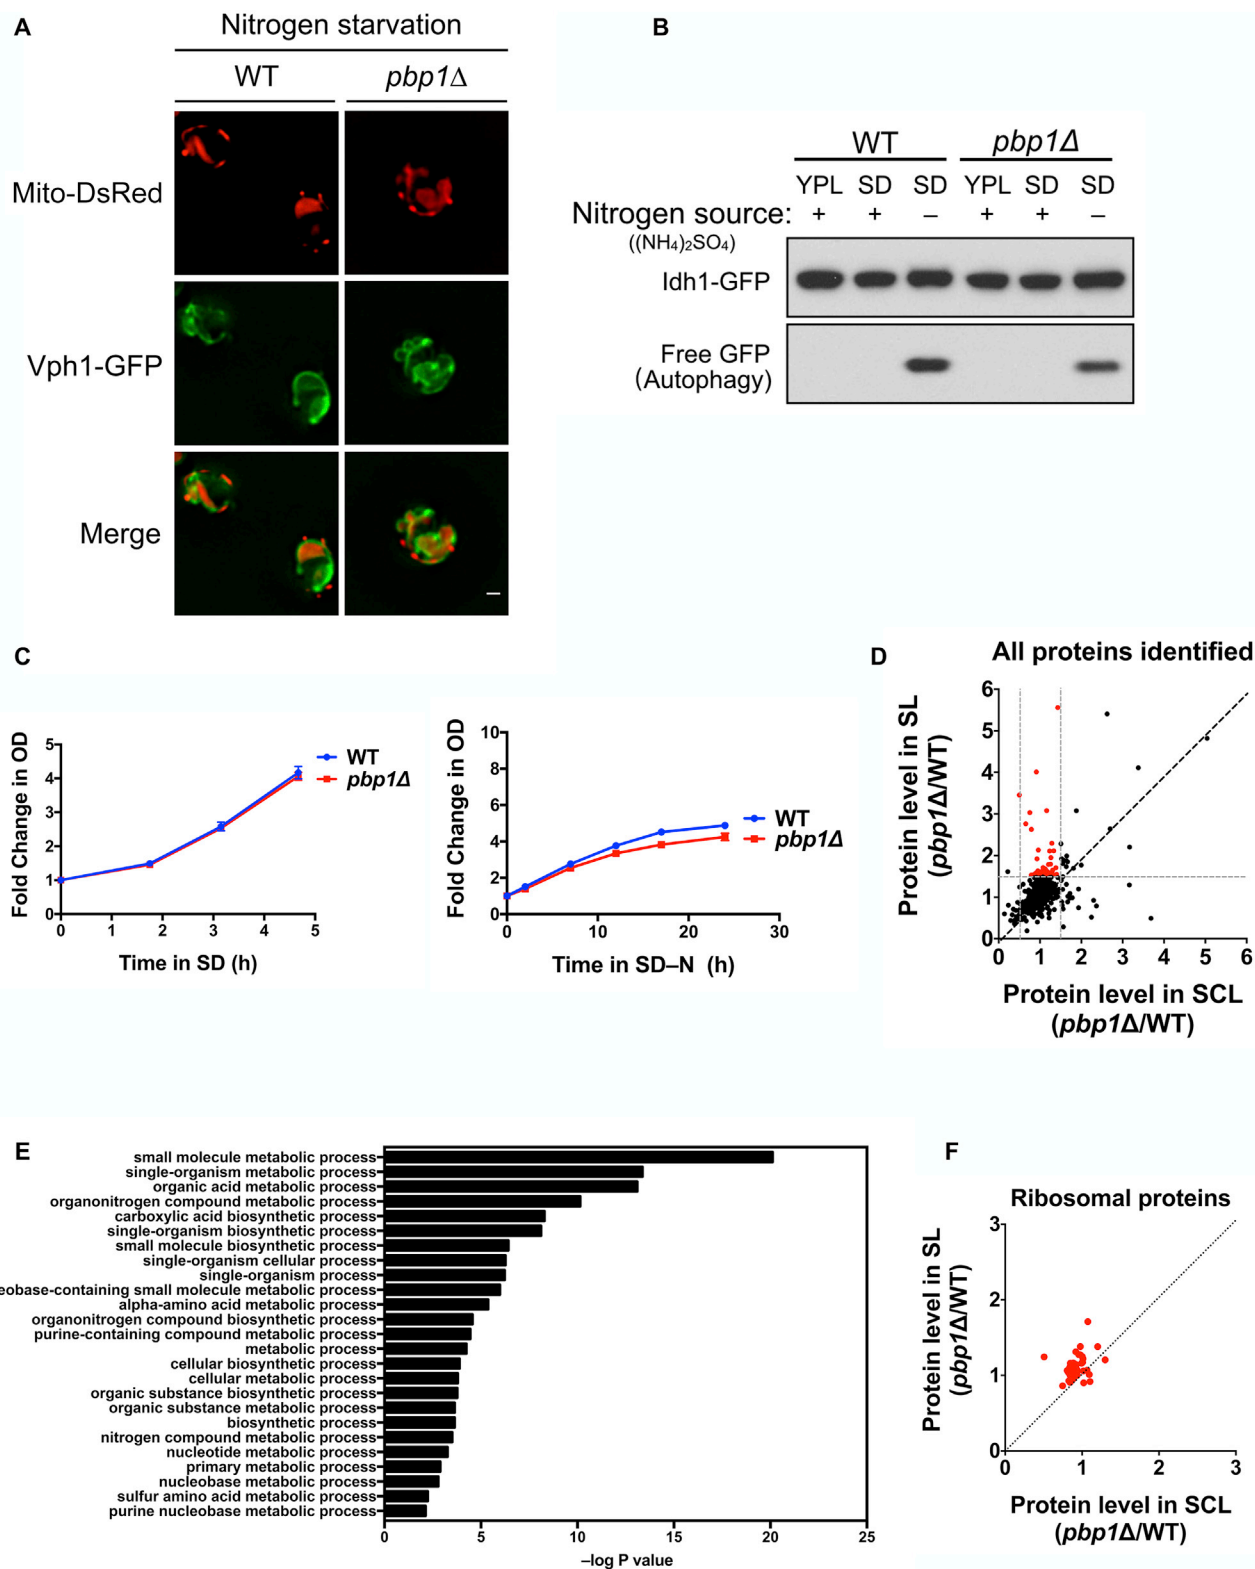 A
Nitrogen starvation
WT
pbp1Δ
Mito-DsRed
Vph1-GFP
Merge
B
WT
pbp1Δ
YPL SD SD YPL SD SD
Nitrogen source: + + – + + –
((NH₄)₂SO₄)
Idh1-GFP
Free GFP
(Autophagy)
C
Fold Change in OD
5
4
3
2
1
0
0 1 2 3 4 5
Time in SD (h)
WT
pbp1Δ
Fold Change in OD
10
8
6
4
2
0
0 10 20 30
Time in SD–N (h)
WT
pbp1Δ
D
All proteins identified
Protein level in SL
(pbp1Δ/WT)
6
5
4
3
2
1
0
0 1 2 3 4 5 6
Protein level in SCL
(pbp1Δ/WT)
E
small molecule metabolic process
single-organism metabolic process
organic acid metabolic process
organonitrogen compound metabolic process
carboxylic acid biosynthetic process
single-organism biosynthetic process
small molecule biosynthetic process
single-organism cellular process
single-organism process
eobase-containing small molecule metabolic process
alpha-amino acid metabolic process
organonitrogen compound biosynthetic process
purine-containing compound metabolic process
metabolic process
cellular biosynthetic process
cellular metabolic process
organic substance biosynthetic process
organic substance metabolic process
biosynthetic process
nitrogen compound metabolic process
nucleotide metabolic process
primary metabolic process
nucleobase metabolic process
sulfur amino acid metabolic process
purine nucleobase metabolic process
0 5 10 15 20 25
–log P value
F
Ribosomal proteins
Protein level in SL
(pbp1Δ/WT)
3
2
1
0
0 1 2 3
Protein level in SCL
(pbp1Δ/WT)